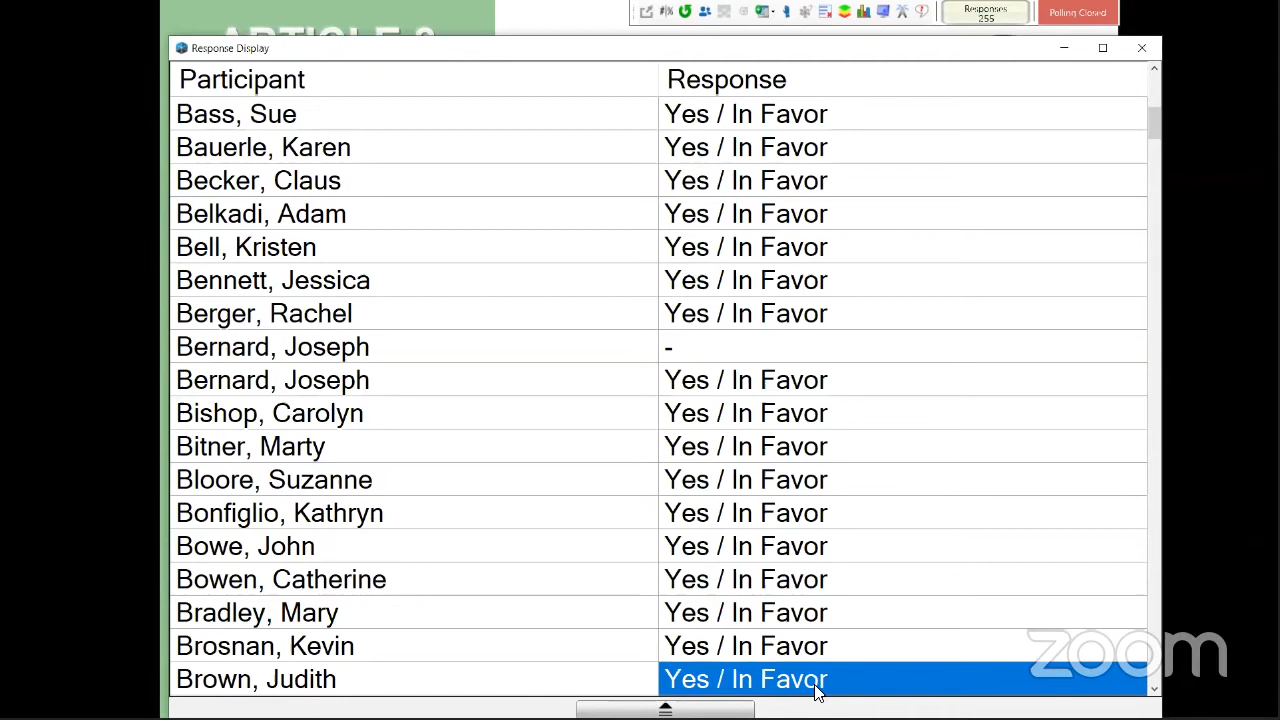 ARTICLE
Responses
255
Polling Closed
Response Display
Participant Response
Bass, Sue Yes / In Favor
Bauerle, Karen Yes / In Favor
Becker, Claus Yes / In Favor
Belkadi, Adam Yes / In Favor
Bell, Kristen Yes / In Favor
Bennett, Jessica Yes / In Favor
Berger, Rachel Yes / In Favor
Bernard, Joseph -
Bernard, Joseph Yes / In Favor
Bishop, Carolyn Yes / In Favor
Bitner, Marty Yes / In Favor
Bloore, Suzanne Yes / In Favor
Bonfiglio, Kathryn Yes / In Favor
Bowe, John Yes / In Favor
Bowen, Catherine Yes / In Favor
Bradley, Mary Yes / In Favor
Brosnan, Kevin Yes / In Favor
Brown, Judith Yes / In Favor
zoom